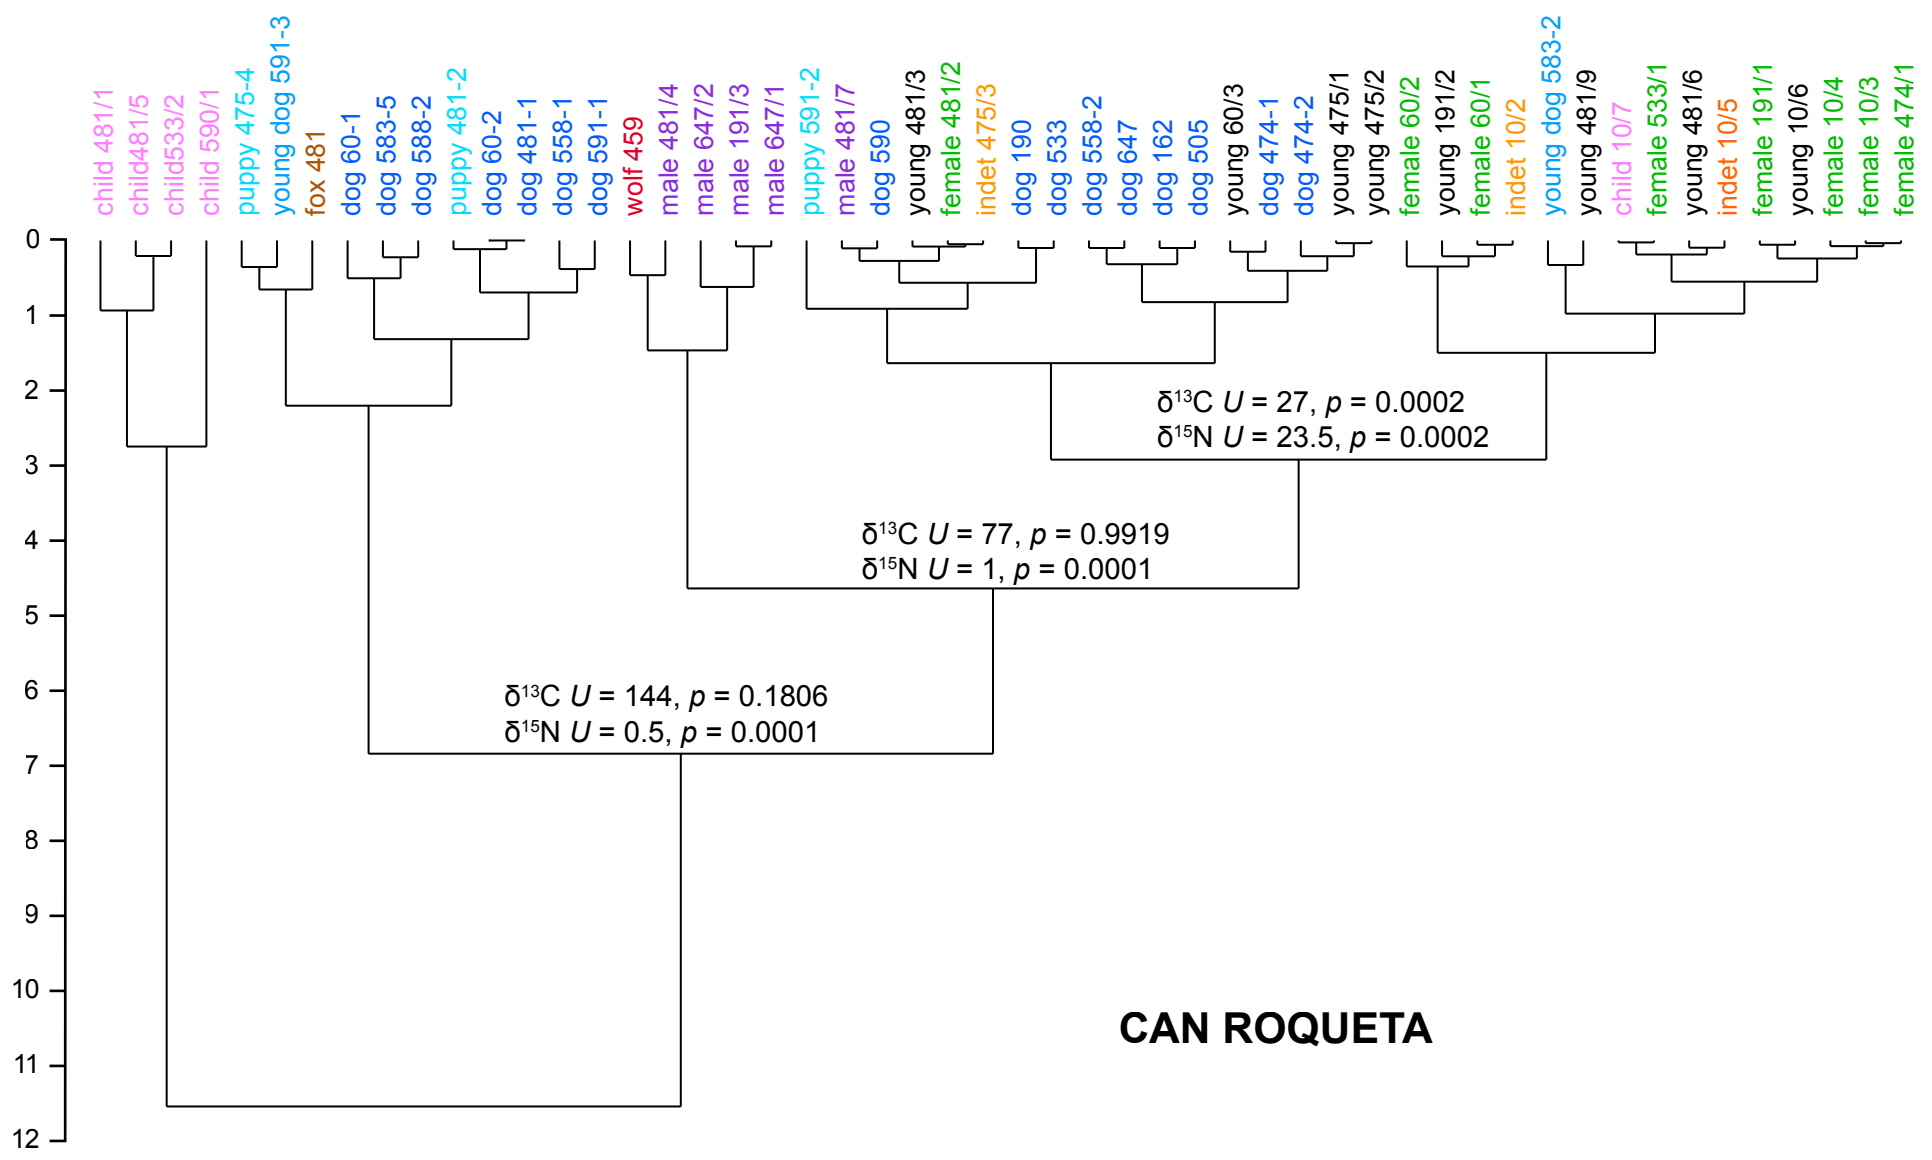 child 481/1
child481/5
child533/2
child 590/1
puppy 475-4
young dog 591-3
fox 481
dog 60-1
dog 583-5
dog 588-2
puppy 481-2
dog 60-2
dog 481-1
dog 558-1
dog 591-1
wolf 459
male 481/4
male 647/2
male 191/3
male 647/1
puppy 591-2
male 481/7
dog 590
young 481/3
female 481/2
indet 475/3
dog 190
dog 533
dog 558-2
dog 647
dog 162
dog 505
young 60/3
dog 474-1
dog 474-2
young 475/1
young 475/2
female 60/2
young 191/2
female 60/1
indet 10/2
young dog 583-2
young 481/9
child 10/7
female 533/1
young 481/6
indet 10/5
female 191/1
young 10/6
female 10/4
female 10/3
female 474/1
0
1
2
3
4
5
6
7
8
9
10
11
12
δ¹³C U = 27, p = 0.0002
δ¹⁵N U = 23.5, p = 0.0002
δ¹³C U = 77, p = 0.9919
δ¹⁵N U = 1, p = 0.0001
δ¹³C U = 144, p = 0.1806
δ¹⁵N U = 0.5, p = 0.0001
CAN ROQUETA